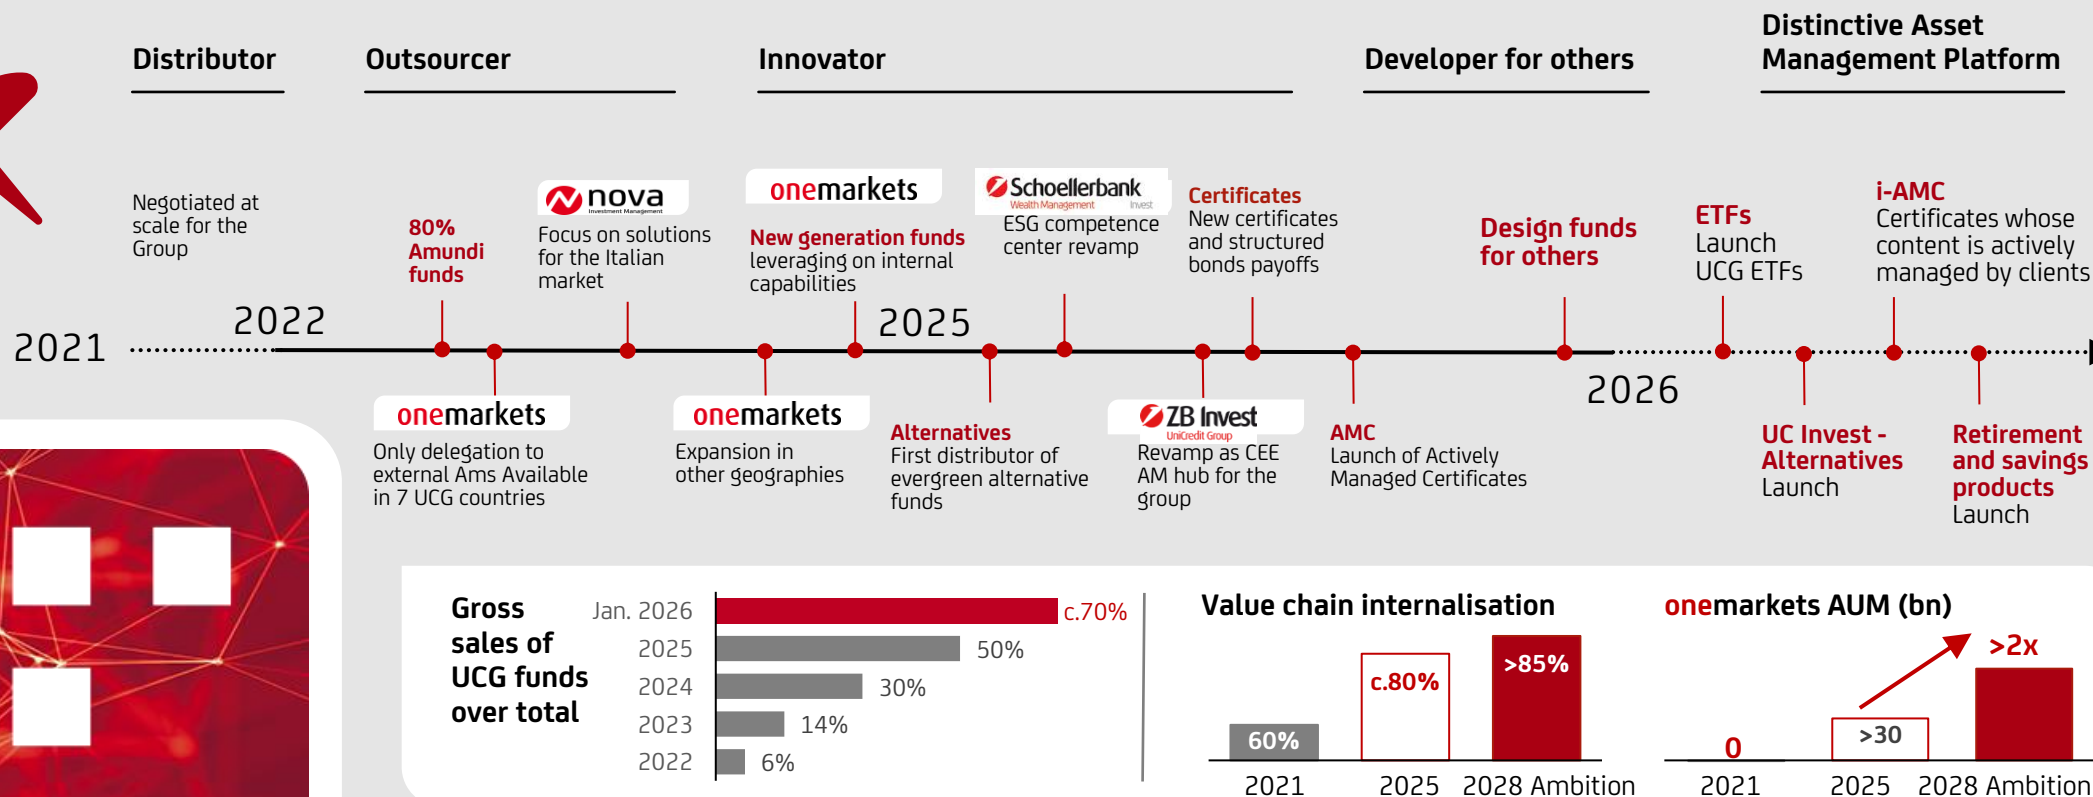 Distributor
Outsourcer
Innovator
Developer for others
Distinctive Asset
Management Platform
Negotiated at
scale for the
Group
80%
Amundi
funds
nova
Investment Management
Focus on solutions
for the Italian
market
onemarkets
New generation funds
leveraging on internal
capabilities
Schoellerbank
Wealth Management Invest
ESG competence
center revamp
Certificates
New certificates
and structured
bonds payoffs
Design funds
for others
ETFs
Launch
UCG ETFs
i-AMC
Certificates whose
content is actively
managed by clients
2021
2022
2025
2026
onemarkets
Only delegation to
external Ams Available
in 7 UCG countries
onemarkets
Expansion in
other geographies
Alternatives
First distributor of
evergreen alternative
funds
ZB Invest
UniCredit Group
Revamp as CEE
AM hub for the
group
AMC
Launch of Actively
Managed Certificates
UC Invest -
Alternatives
Launch
Retirement
and savings
products
Launch
Gross
sales of
UCG funds
over total
Jan. 2026 c.70%
2025 50%
2024 30%
2023 14%
2022 6%
Value chain internalisation
60%
c.80%
>85%
2021 2025 2028 Ambition
onemarkets AUM (bn)
0
>30
>2x
2021 2025 2028 Ambition